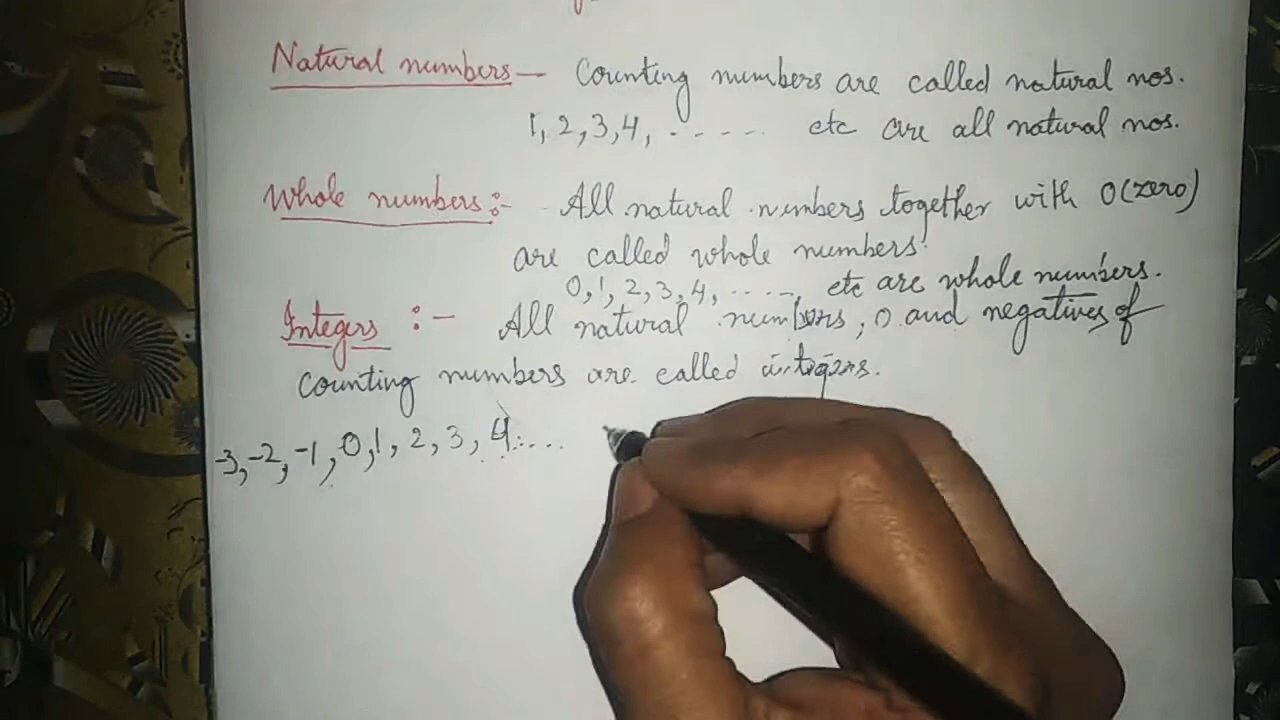 Natural numbers — Counting numbers are called natural nos.
1, 2, 3, 4, ----- etc are all natural nos.
Whole numbers :- All natural numbers together with 0 (zero)
are called whole numbers.
0, 1, 2, 3, 4, ----, etc are whole numbers.
Integers :- All natural numbers, 0 and negatives of
counting numbers are called integers.
-3, -2, -1, 0, 1, 2, 3, 4.....